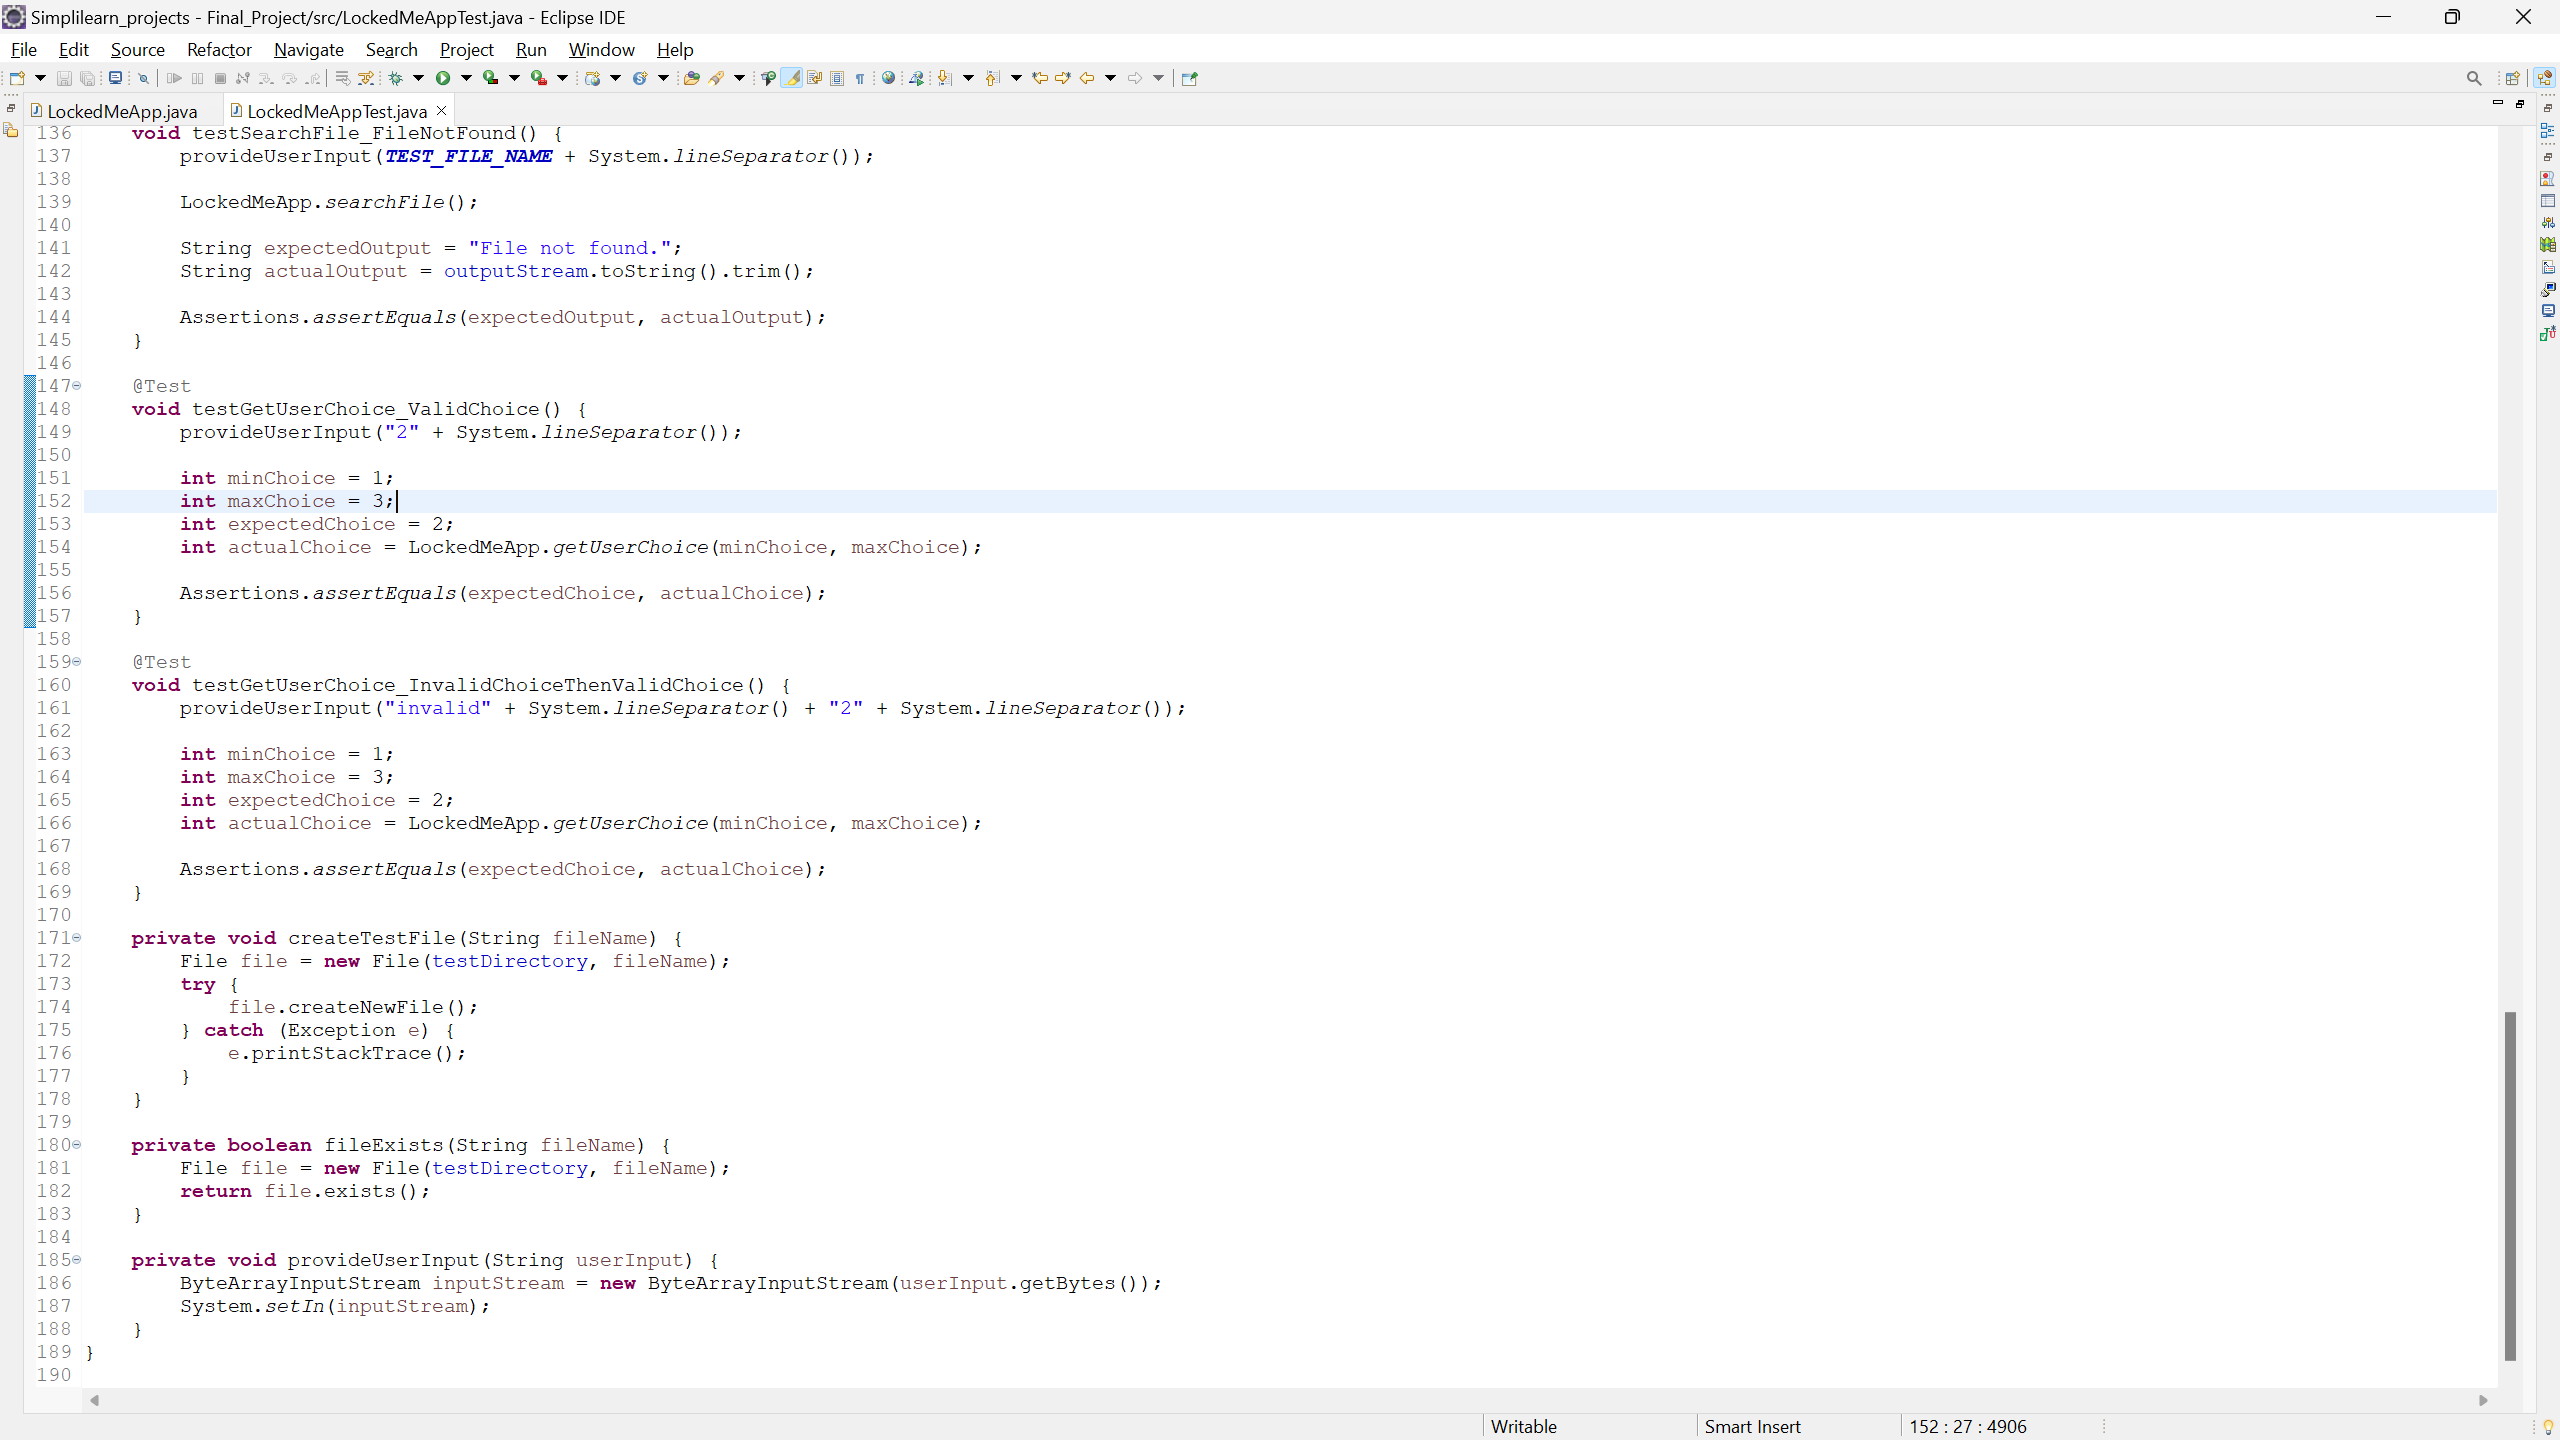 Simplilearn_projects - Final_Project/src/LockedMeAppTest.java - Eclipse IDE
File Edit Source Refactor Navigate Search Project Run Window Help
LockedMeApp.java LockedMeAppTest.java
136 void testSearchFile_FileNotFound() {
137 provideUserInput(TEST_FILE_NAME + System.lineSeparator());
138
139 LockedMeApp.searchFile();
140
141 String expectedOutput = "File not found.";
142 String actualOutput = outputStream.toString().trim();
143
144 Assertions.assertEquals(expectedOutput, actualOutput);
145 }
146
147 @Test
148 void testGetUserChoice_ValidChoice() {
149 provideUserInput("2" + System.lineSeparator());
150
151 int minChoice = 1;
152 int maxChoice = 3;
153 int expectedChoice = 2;
154 int actualChoice = LockedMeApp.getUserChoice(minChoice, maxChoice);
155
156 Assertions.assertEquals(expectedChoice, actualChoice);
157 }
158
159 @Test
160 void testGetUserChoice_InvalidChoiceThenValidChoice() {
161 provideUserInput("invalid" + System.lineSeparator() + "2" + System.lineSeparator());
162
163 int minChoice = 1;
164 int maxChoice = 3;
165 int expectedChoice = 2;
166 int actualChoice = LockedMeApp.getUserChoice(minChoice, maxChoice);
167
168 Assertions.assertEquals(expectedChoice, actualChoice);
169 }
170
171 private void createTestFile(String fileName) {
172 File file = new File(testDirectory, fileName);
173 try {
174 file.createNewFile();
175 } catch (Exception e) {
176 e.printStackTrace();
177 }
178 }
179
180 private boolean fileExists(String fileName) {
181 File file = new File(testDirectory, fileName);
182 return file.exists();
183 }
184
185 private void provideUserInput(String userInput) {
186 ByteArrayInputStream inputStream = new ByteArrayInputStream(userInput.getBytes());
187 System.setIn(inputStream);
188 }
189 }
190
Writable Smart Insert 152 : 27 : 4906